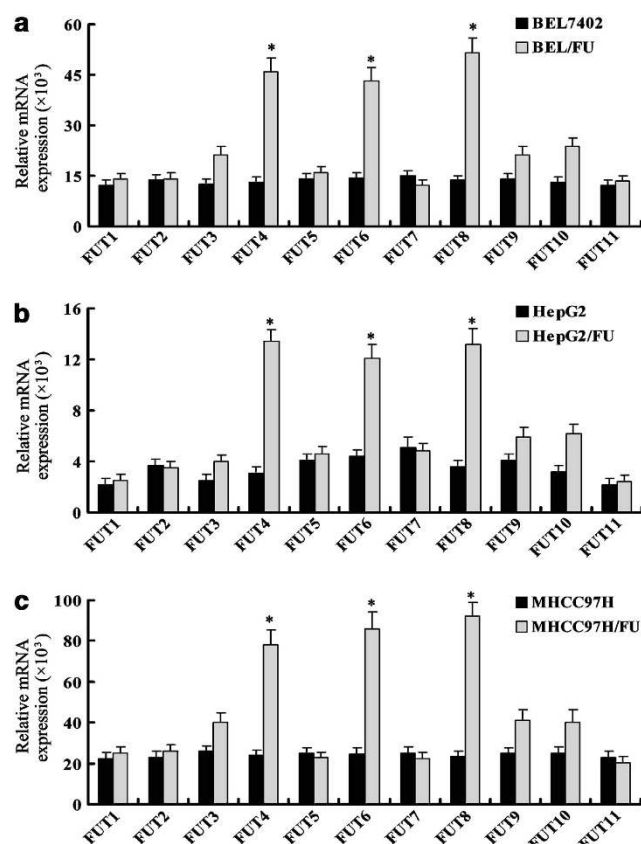 a
BEL7402
BEL/FU
Relative mRNA
expression (×10³)
60
45
30
15
0
*
*
*
FUT1 FUT2 FUT3 FUT4 FUT5 FUT6 FUT7 FUT8 FUT9 FUT10 FUT11
b
HepG2
HepG2/FU
Relative mRNA
expression (×10³)
16
12
8
4
0
*
*
*
FUT1 FUT2 FUT3 FUT4 FUT5 FUT6 FUT7 FUT8 FUT9 FUT10 FUT11
c
MHCC97H
MHCC97H/FU
Relative mRNA
expression (×10³)
100
80
60
40
20
0
*
*
*
FUT1 FUT2 FUT3 FUT4 FUT5 FUT6 FUT7 FUT8 FUT9 FUT10 FUT11